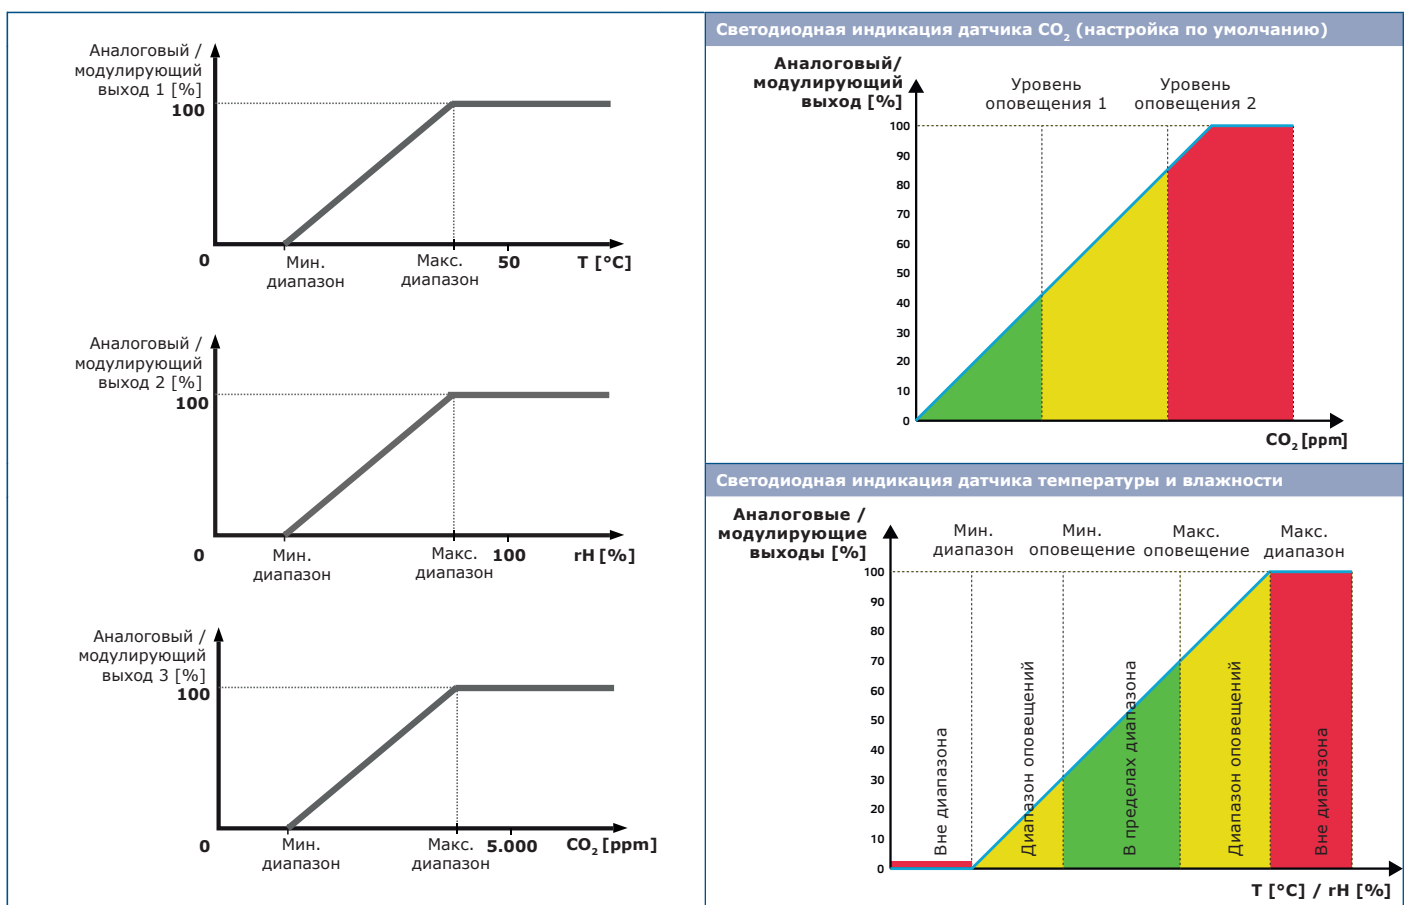 Аналоговый /
модулирующий
выход 1 [%]
100
0
Мин.
диапазон
Макс.
диапазон
50
T [°C]
Аналоговый /
модулирующий
выход 2 [%]
100
0
Мин.
диапазон
Макс.
диапазон
100
rH [%]
Аналоговый /
модулирующий
выход 3 [%]
100
0
Мин.
диапазон
Макс.
диапазон
5.000
CO2 [ppm]
Светодиодная индикация датчика CO2 (настройка по умолчанию)
Аналоговый/
модулирующий
выход [%]
Уровень
оповещения 1
Уровень
оповещения 2
100
90
80
70
60
50
40
30
20
10
0
CO2 [ppm]
Светодиодная индикация датчика температуры и влажности
Аналоговые /
модулирующие
выходы [%]
Мин.
диапазон
Мин.
оповещение
Макс.
оповещение
Макс.
диапазон
100
90
80
70
60
50
40
30
20
10
0
Вне диапазона
Диапазон оповещений
В пределах диапазона
Диапазон оповещений
Вне диапазона
T [°C] / rH [%]